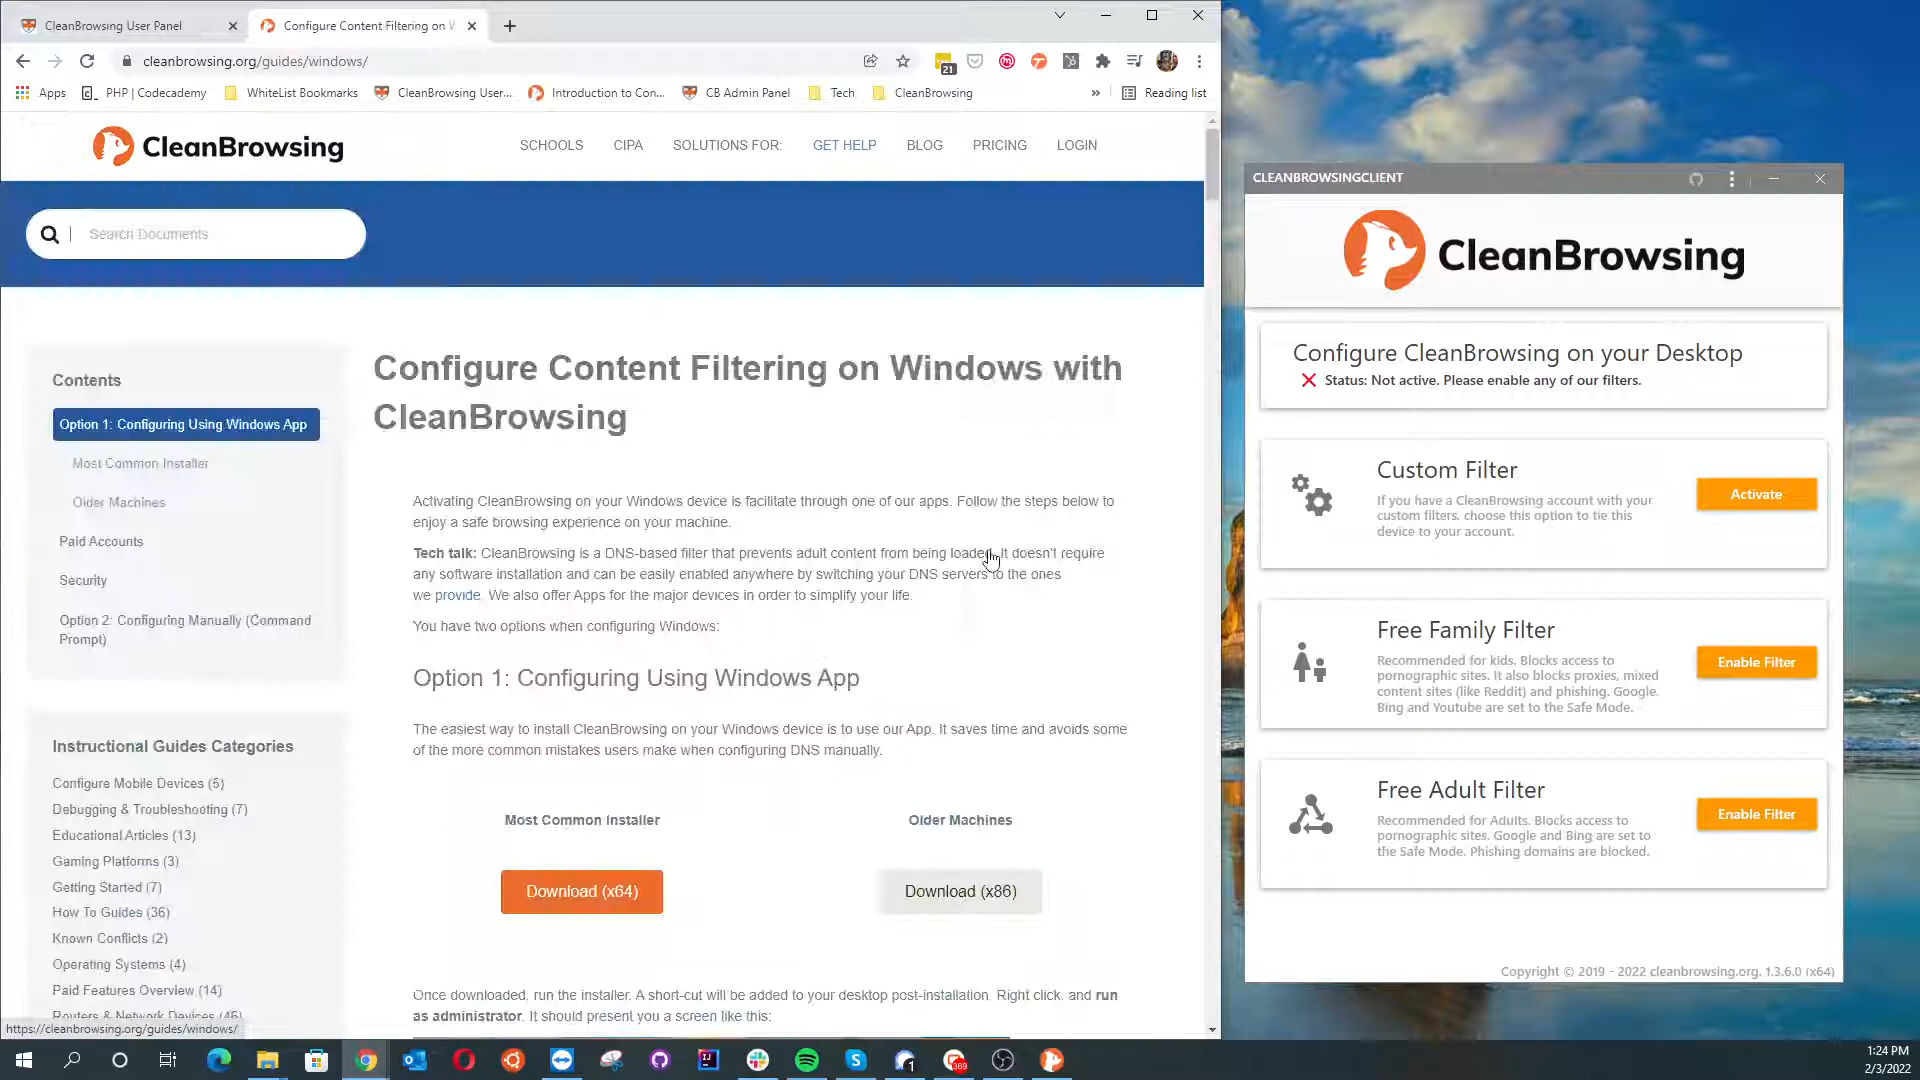 CleanBrowsing User Panel
Configure Content Filtering on W
cleanbrowsing.org/guides/windows/
21
Apps
PHP | Codecademy
WhiteList Bookmarks
CleanBrowsing User...
Introduction to Con...
CB Admin Panel
Tech
CleanBrowsing
»
Reading list
CleanBrowsing
SCHOOLS
CIPA
SOLUTIONS FOR:
GET HELP
BLOG
PRICING
LOGIN
Search Documents
Contents
Option 1: Configuring Using Windows App
Most Common Installer
Older Machines
Paid Accounts
Security
Option 2: Configuring Manually (Command
Prompt)
Instructional Guides Categories
Configure Mobile Devices (5)
Debugging & Troubleshooting (7)
Educational Articles (13)
Gaming Platforms (3)
Getting Started (7)
How To Guides (36)
Known Conflicts (2)
Operating Systems (4)
Paid Features Overview (14)
Routers & Network Devices (46)
https://cleanbrowsing.org/guides/windows/
Configure Content Filtering on Windows with
CleanBrowsing
Activating CleanBrowsing on your Windows device is facilitate through one of our apps. Follow the steps below to
enjoy a safe browsing experience on your machine.
Tech talk: CleanBrowsing is a DNS-based filter that prevents adult content from being loaded. It doesn't require
any software installation and can be easily enabled anywhere by switching your DNS servers to the ones
we provide. We also offer Apps for the major devices in order to simplify your life.
You have two options when configuring Windows:
Option 1: Configuring Using Windows App
The easiest way to install CleanBrowsing on your Windows device is to use our App. It saves time and avoids some
of the more common mistakes users make when configuring DNS manually.
Most Common Installer
Older Machines
Download (x64)
Download (x86)
Once downloaded, run the installer. A short-cut will be added to your desktop post-installation. Right click, and run
as administrator. It should present you a screen like this:
CLEANBROWSINGCLIENT
CleanBrowsing
Configure CleanBrowsing on your Desktop
Status: Not active. Please enable any of our filters.
Custom Filter
If you have a CleanBrowsing account with your
custom filters, choose this option to tie this
device to your account.
Activate
Free Family Filter
Recommended for kids. Blocks access to
pornographic sites. It also blocks proxies, mixed
content sites (like Reddit) and phishing. Google,
Bing and Youtube are set to the Safe Mode.
Enable Filter
Free Adult Filter
Recommended for Adults. Blocks access to
pornographic sites. Google and Bing are set to
the Safe Mode. Phishing domains are blocked.
Enable Filter
Copyright © 2019 - 2022 cleanbrowsing.org. 1.3.6.0 (x64)
1
369
1:24 PM
2/3/2022